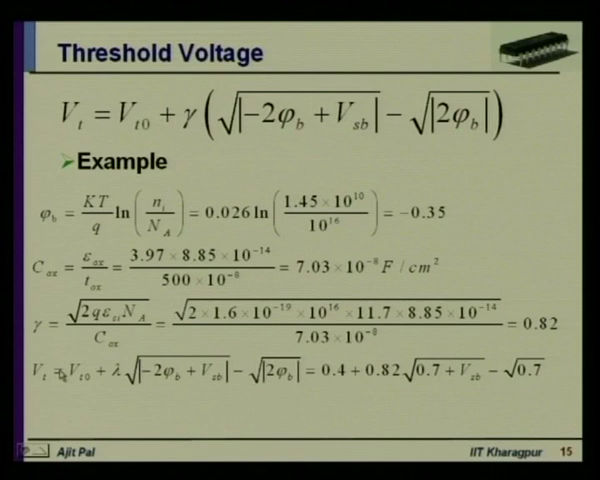 Threshold Voltage
V_t = V_t0 + γ(√|−2φ_b + V_sb| − √|2φ_b|)
➢Example
φ_b = KT/q ln(n_i/N_A) = 0.026 ln(1.45 × 10^10/10^16) = −0.35
C_ox = ε_ox/t_ox = 3.97 × 8.85 × 10^−14/500 × 10^−8 = 7.03 × 10^−8 F / cm^2
γ = √(2qε_si N_A)/C_ox = √(2 × 1.6 × 10^−19 × 10^16 × 11.7 × 8.85 × 10^−14)/7.03 × 10^−8 = 0.82
V_t = V_t0 + λ√|−2φ_b + V_sb| − √|2φ_b| = 0.4 + 0.82√(0.7 + V_sb) − √0.7
Ajit Pal IIT Kharagpur 15